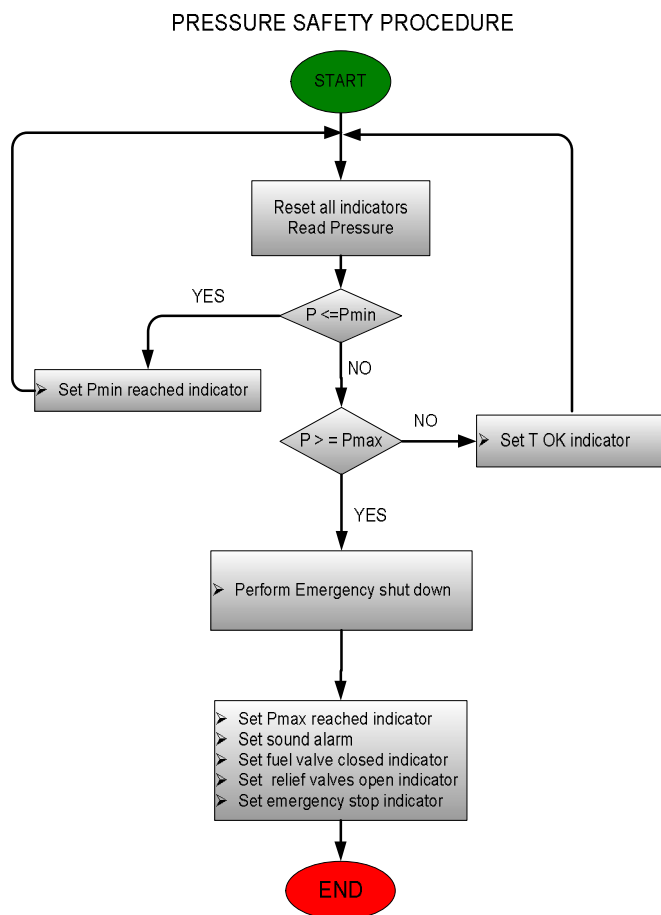 PRESSURE SAFETY PROCEDURE
START
Reset all indicators
Read Pressure
P <=Pmin
YES
Set Pmin reached indicator
NO
P > = Pmax
NO
Set T OK indicator
YES
Perform Emergency shut down
Set Pmax reached indicator
Set sound alarm
Set fuel valve closed indicator
Set relief valves open indicator
Set emergency stop indicator
END